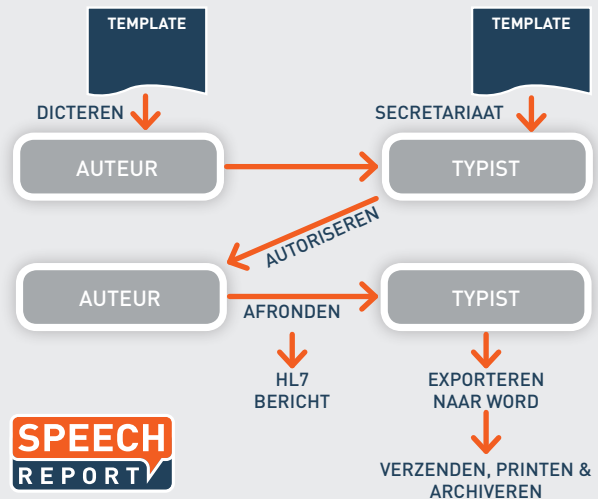 TEMPLATE
TEMPLATE
DICTEREN
SECRETARIAAT
AUTEUR
TYPIST
AUTORISEREN
AUTEUR
TYPIST
AFRONDEN
HL7
BERICHT
EXPORTEREN
NAAR WORD
SPEECH
REPORT
VERZENDEN, PRINTEN &
ARCHIVEREN